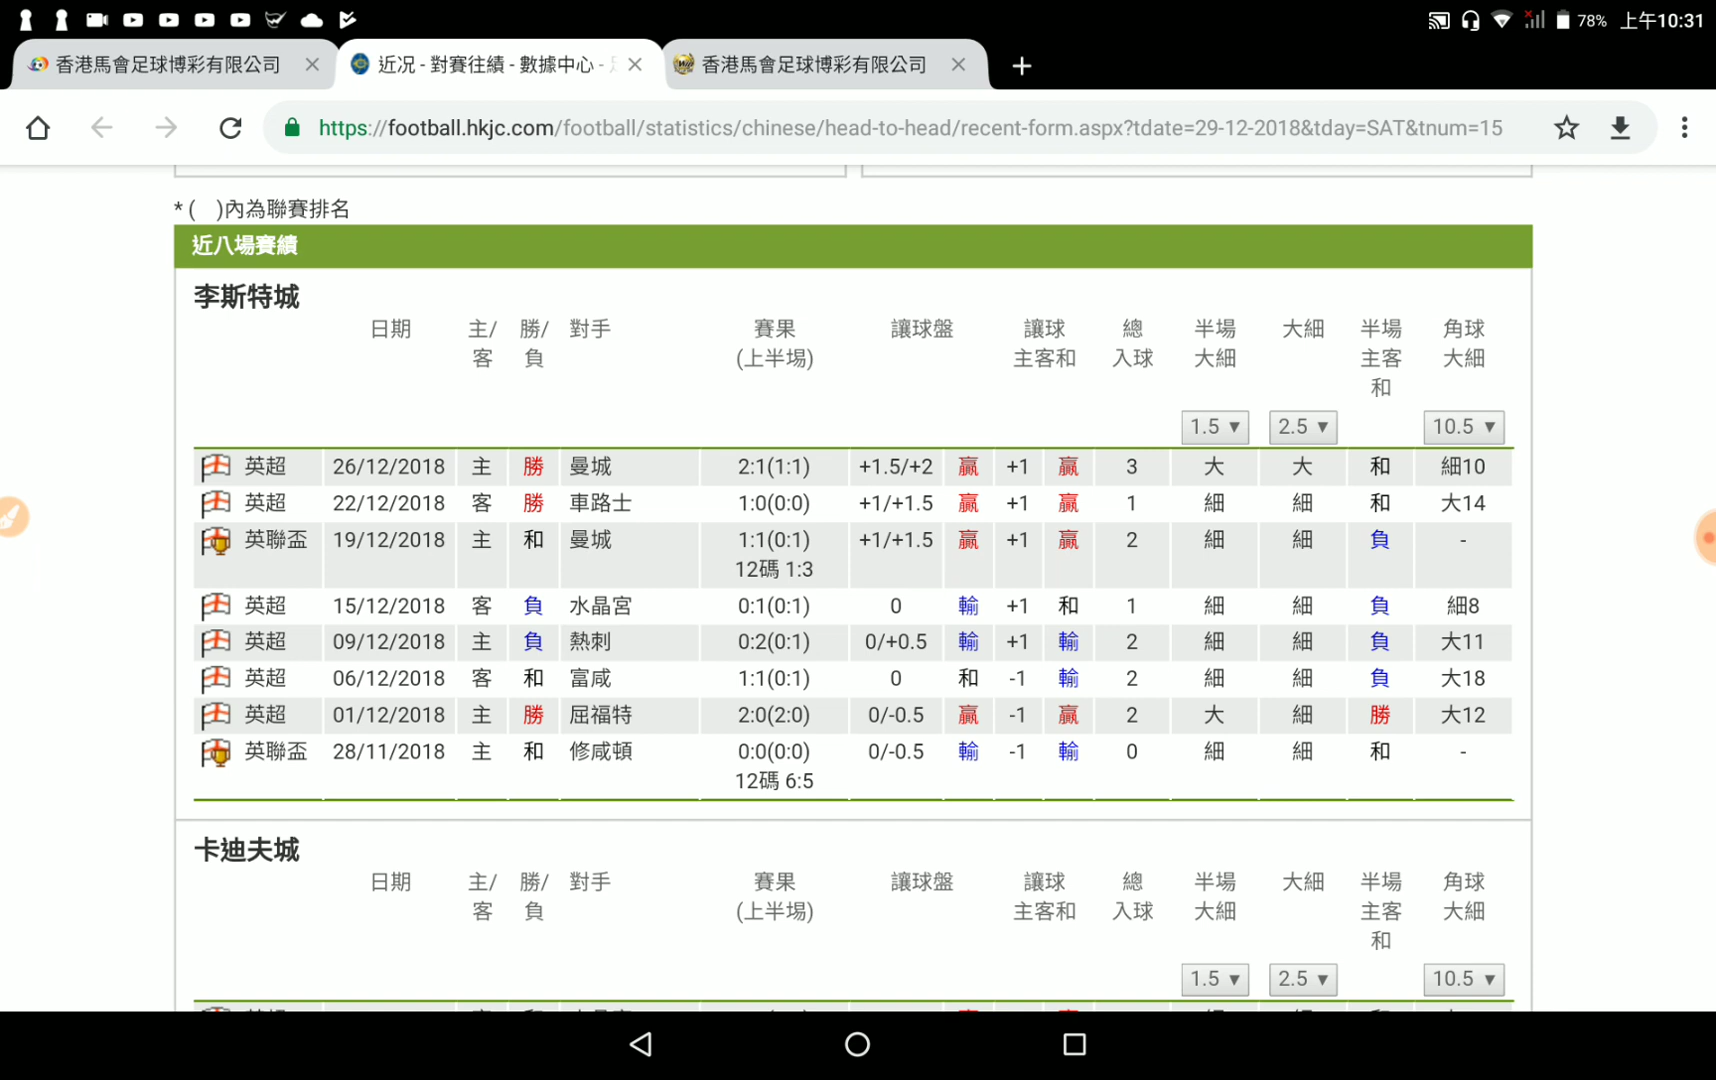 78% 上午10:31
香港馬會足球博彩有限公司
近况 - 對賽往績 - 數據中心 -
香港馬會足球博彩有限公司
https://football.hkjc.com/football/statistics/chinese/head-to-head/recent-form.aspx?tdate=29-12-2018&tday=SAT&tnum=15
* ( )內為聯賽排名
近八場賽績
李斯特城
日期 主/客 勝/負 對手 賽果(上半場) 讓球盤 讓球主客和 總入球 半場大細 大細 半場主客和 角球大細
1.5 2.5 10.5
英超 26/12/2018 主 勝 曼城 2:1(1:1) +1.5/+2 贏 +1 贏 3 大 大 和 細10
英超 22/12/2018 客 勝 車路士 1:0(0:0) +1/+1.5 贏 +1 贏 1 細 細 和 大14
英聯盃 19/12/2018 主 和 曼城 1:1(0:1) +1/+1.5 贏 +1 贏 2 細 細 負 -
12碼 1:3
英超 15/12/2018 客 負 水晶宮 0:1(0:1) 0 輸 +1 和 1 細 細 負 細8
英超 09/12/2018 主 負 熱刺 0:2(0:1) 0/+0.5 輸 +1 輸 2 細 細 負 大11
英超 06/12/2018 客 和 富咸 1:1(0:1) 0 和 -1 輸 2 細 細 負 大18
英超 01/12/2018 主 勝 屈福特 2:0(2:0) 0/-0.5 贏 -1 贏 2 大 細 勝 大12
英聯盃 28/11/2018 主 和 修咸頓 0:0(0:0) 0/-0.5 輸 -1 輸 0 細 細 和 -
12碼 6:5
卡迪夫城
日期 主/客 勝/負 對手 賽果(上半場) 讓球盤 讓球主客和 總入球 半場大細 大細 半場主客和 角球大細
1.5 2.5 10.5